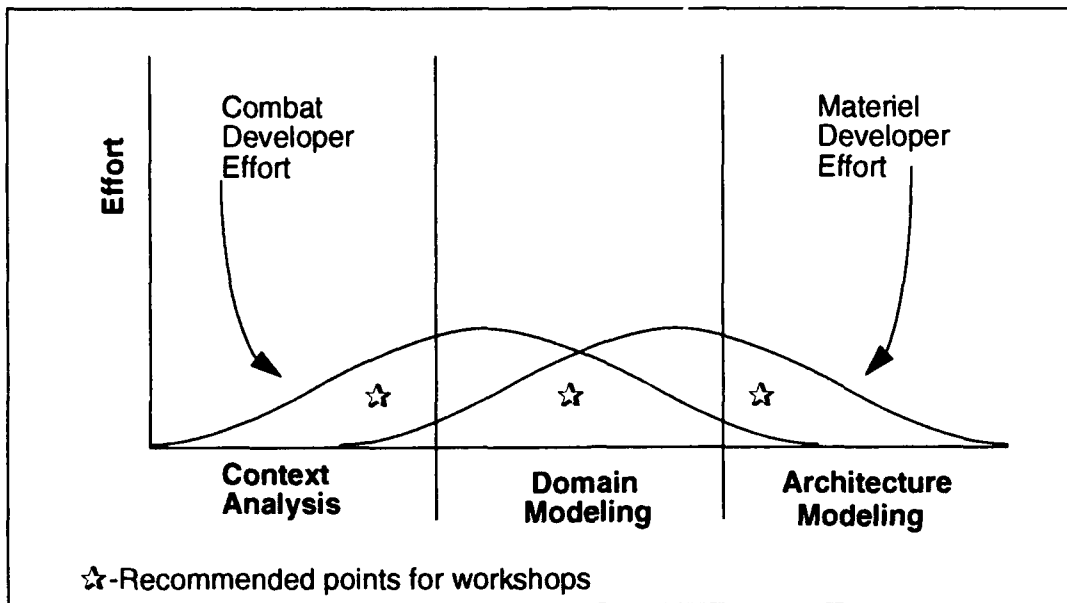 Combat
Developer
Effort
Materiel
Developer
Effort
Effort
Context
Analysis
Domain
Modeling
Architecture
Modeling
☆-Recommended points for workshops